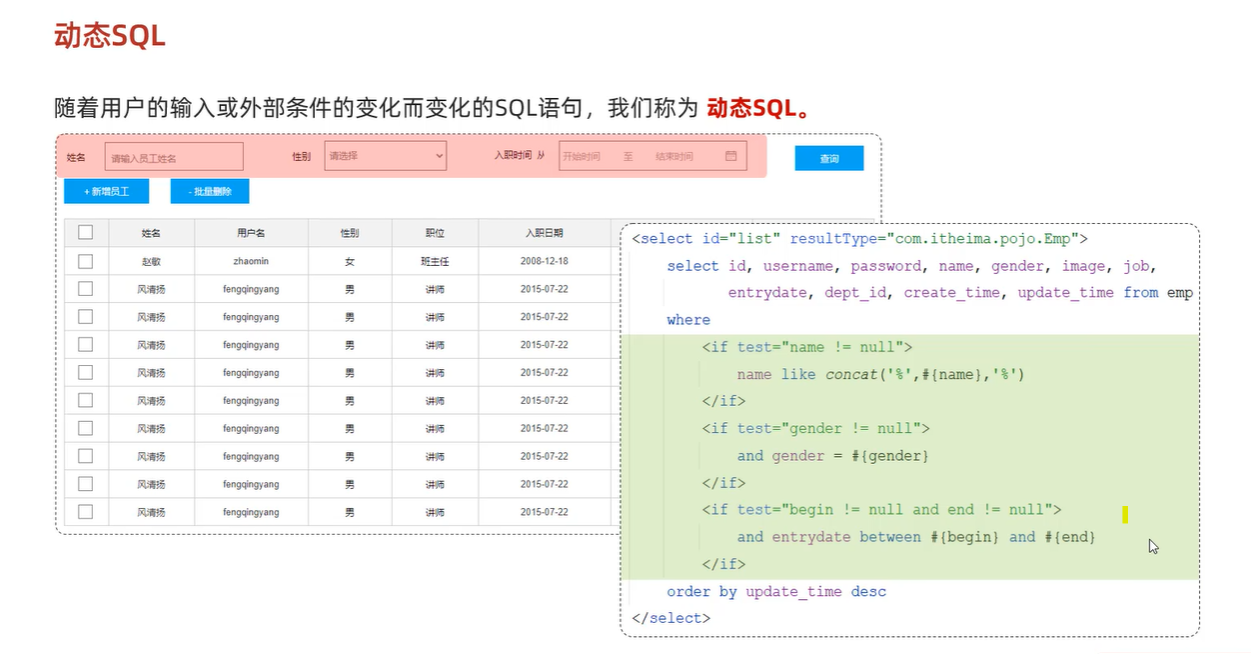 动态SQL
随着用户的输入或外部条件的变化而变化的SQL语句，我们称为 动态SQL。
姓名 请输入员工姓名 性别 请选择 入职时间 从 开始时间 至 结束时间 查询
+ 新增员工 - 批量删除
姓名 用户名 性别 职位 入职日期
赵敏 zhaomin 女 班主任 2008-12-18
风清扬 fengqingyang 男 讲师 2015-07-22
风清扬 fengqingyang 男 讲师 2015-07-22
风清扬 fengqingyang 男 讲师 2015-07-22
风清扬 fengqingyang 男 讲师 2015-07-22
风清扬 fengqingyang 男 讲师 2015-07-22
风清扬 fengqingyang 男 讲师 2015-07-22
风清扬 fengqingyang 男 讲师 2015-07-22
风清扬 fengqingyang 男 讲师 2015-07-22
风清扬 fengqingyang 男 讲师 2015-07-22
<select id="list" resultType="com.itheima.pojo.Emp">
select id, username, password, name, gender, image, job,
entrydate, dept_id, create_time, update_time from emp
where
<if test="name != null">
name like concat('%',#{name},'%')
</if>
<if test="gender != null">
and gender = #{gender}
</if>
<if test="begin != null and end != null">
and entrydate between #{begin} and #{end}
</if>
order by update_time desc
</select>